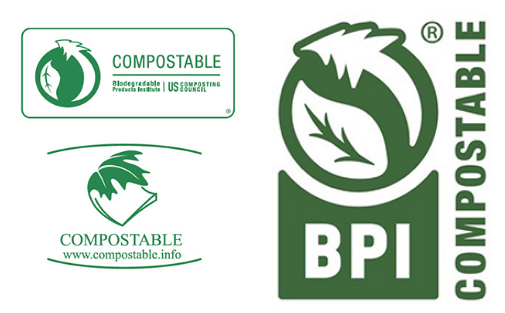 COMPOSTABLE
Biodegradable
Products Institute | US COMPOSTING
COUNCIL
®
COMPOSTABLE
www.compostable.info
®
BPI
COMPOSTABLE